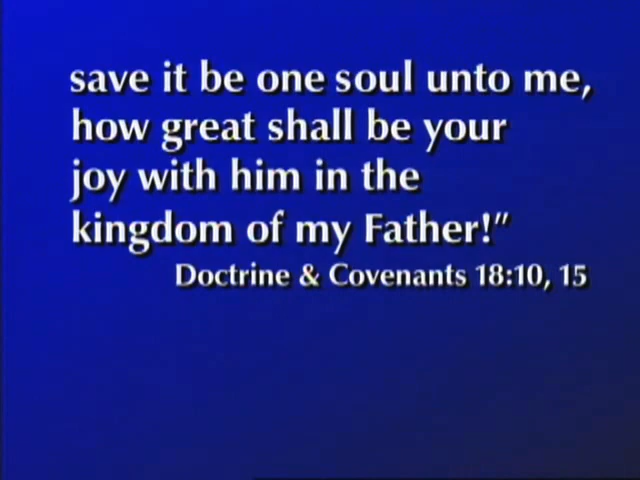 save it be one soul unto me,
how great shall be your
joy with him in the
kingdom of my Father!”
Doctrine & Covenants 18:10, 15